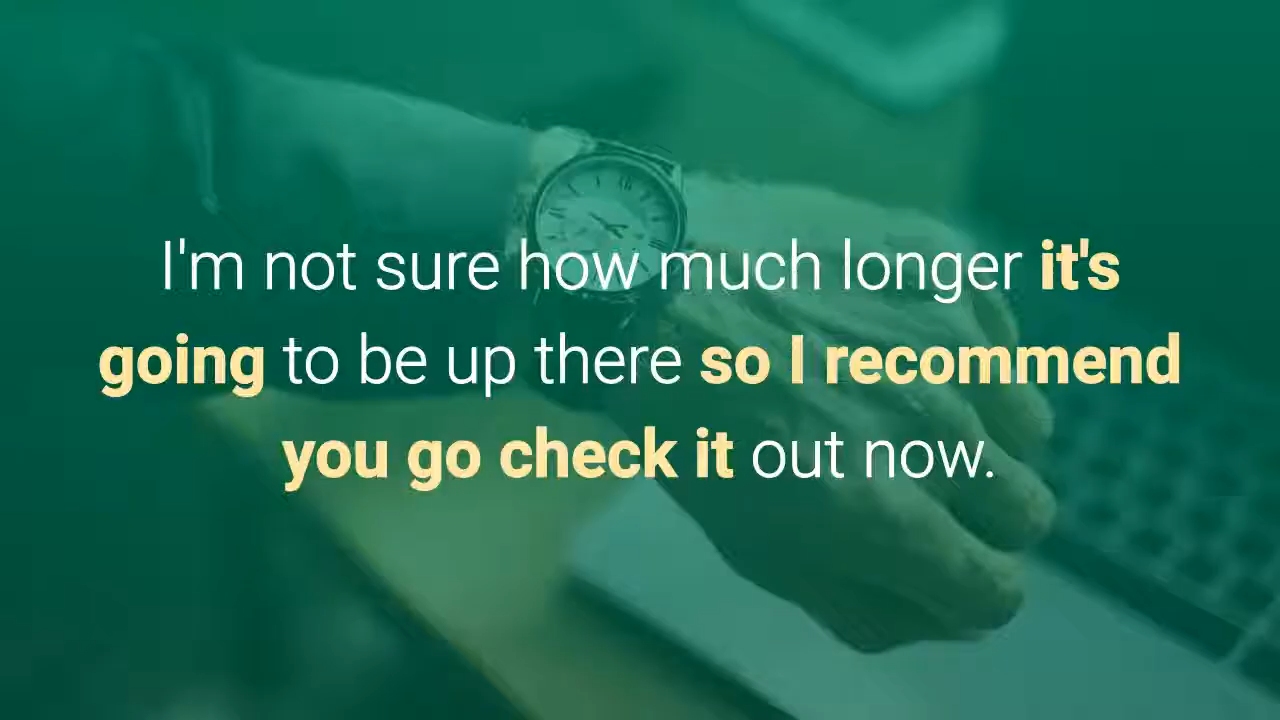 I'm not sure how much longer it's
going to be up there so I recommend
you go check it out now.